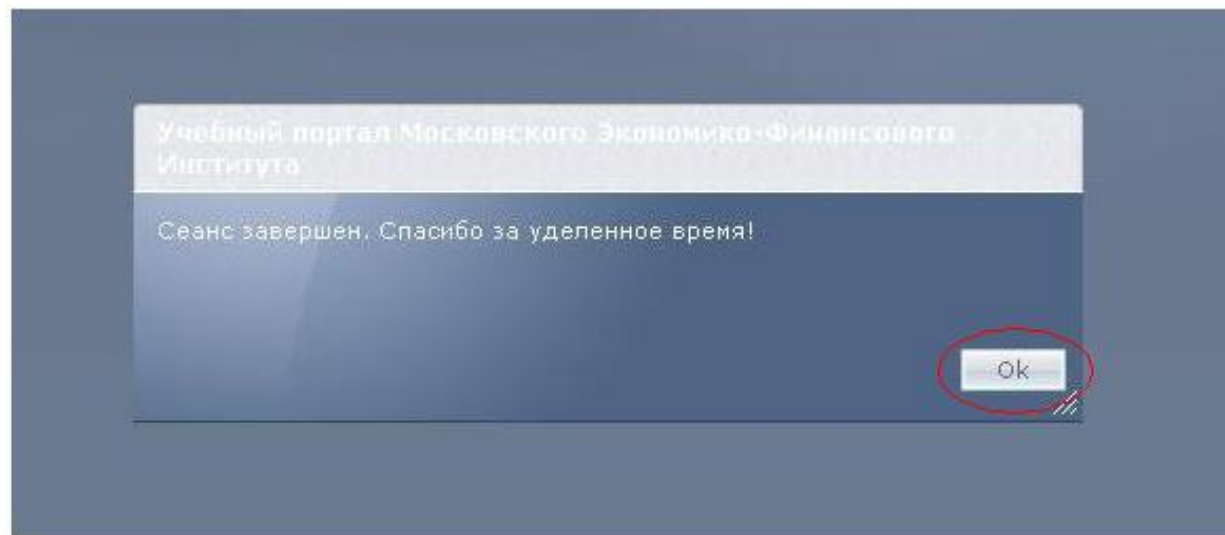 Учебный портал Московского Экономико-Финансового
Института
Сеанс завершен. Спасибо за уделенное время!
Ok